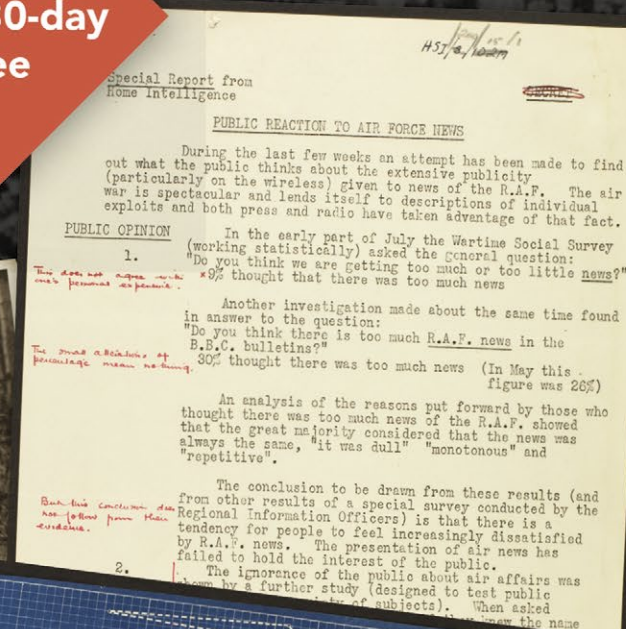 30-day
ee
HSI/
Special Report from
Home Intelligence
SECRET
PUBLIC REACTION TO AIR FORCE NEWS
During the last few weeks an attempt has been made to find
out what the public thinks about the extensive publicity
(particularly on the wireless) given to news of the R.A.F. The air
war is spectacular and lends itself to descriptions of individual
exploits and both press and radio have taken advantage of that fact.
PUBLIC OPINION
1.
In the early part of July the Wartime Social Survey
(working statistically) asked the general question:
"Do you think we are getting too much or too little news?"
x9% thought that there was too much news
This does not agree with
one's personal experience.
Another investigation made about the same time found
in answer to the question:
"Do you think there is too much R.A.F. news in the
B.B.C. bulletins?"
30% thought there was too much news (In May this
figure was 26%)
The small alterations of
percentage mean nothing.
An analysis of the reasons put forward by those who
thought there was too much news of the R.A.F. showed
that the great majority considered that the news was
always the same, "it was dull" "monotonous" and
"repetitive".
The conclusion to be drawn from these results (and
from other results of a special survey conducted by the
Regional Information Officers) is that there is a
tendency for people to feel increasingly dissatisfied
by R.A.F. news. The presentation of air news has
failed to hold the interest of the public.
But this conclusion does
not follow from their
evidence.
2.
The ignorance of the public about air affairs was
shown by a further study (designed to test public
of subjects). When asked
knew the name